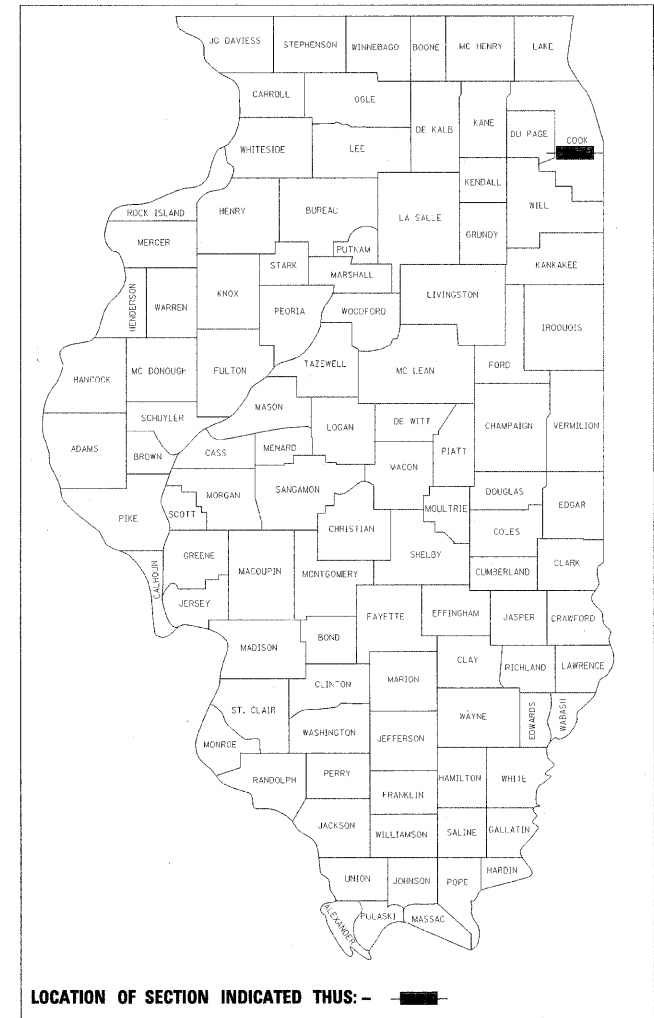 JO DAVIESS STEPHENSON WINNEBAGO BOONE MC HENRY LAKE
CARROLL OGLE
DE KALB KANE DU PAGE COOK
WHITESIDE LEE
KENDALL
WILL
ROCK ISLAND HENRY BUREAU LA SALLE
MERCER PUTNAM GRUNDY
STARK KANKAKEE
MARSHALL
HENDERSON WARREN KNOX PEORIA WOODFORD LIVINGSTON
IROQUOIS
HANCOCK MC DONOUGH FULTON TAZEWELL MC LEAN FORD
MASON
SCHUYLER LOGAN DE WITT CHAMPAIGN VERMILION
ADAMS BROWN CASS MENARD PIATT
MACON
MORGAN SANGAMON DOUGLAS
PIKE SCOTT MOULTRIE EDGAR
CHRISTIAN COLES
GREENE SHELBY
CALHOUN MACOUPIN MONTGOMERY CUMBERLAND CLARK
JERSEY FAYETTE EFFINGHAM JASPER CRAWFORD
MADISON BOND
CLAY RICHLAND LAWRENCE
CLINTON MARION
ST. CLAIR WAYNE EDWARDS WABASH
MONROE WASHINGTON JEFFERSON
RANDOLPH PERRY HAMILTON WHITE
FRANKLIN
JACKSON WILLIAMSON SALINE GALLATIN
UNION JOHNSON POPE HARDIN
ALEXANDER PULASKI MASSAC
LOCATION OF SECTION INDICATED THUS: -